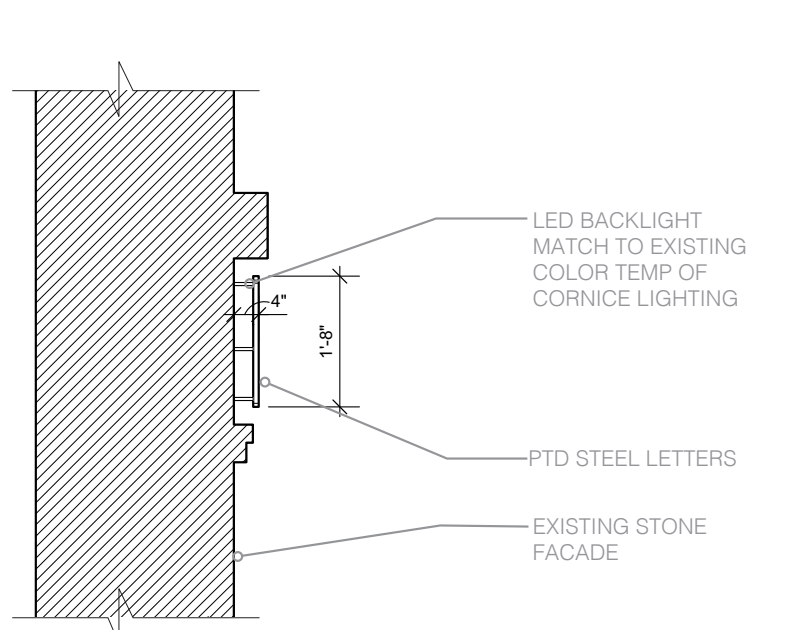 LED BACKLIGHT
MATCH TO EXISTING
COLOR TEMP OF
CORNICE LIGHTING
4"
1'-8"
PTD STEEL LETTERS
EXISTING STONE
FACADE